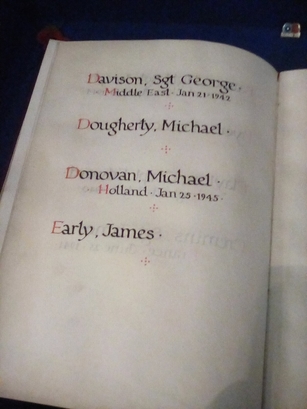 Davison, Sgt George.
Middle East · Jan 21 · 1942
Dougherty, Michael ·
Donovan, Michael ·
Holland · Jan 25 · 1945 ·
Early, James ·